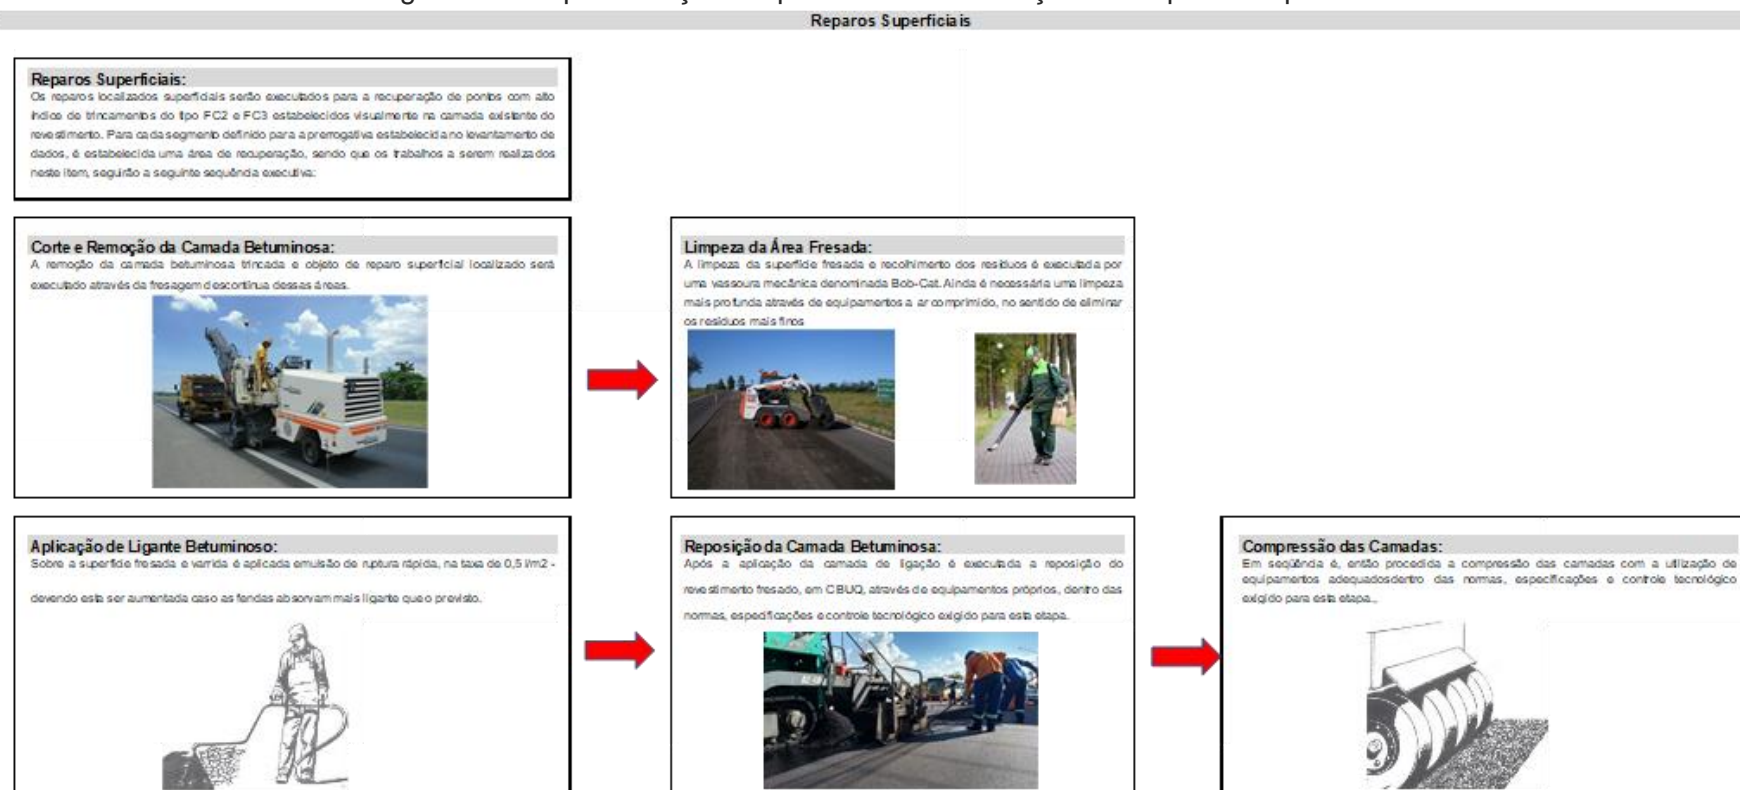 Reparos Superficiais
Reparos Superficiais:
Os reparos localizados superficiais serão executados para a recuperação de pontos com alto
índice de trincamentos do tipo FC2 e FC3 estabelecidos visualmente na camada existente do
revestimento. Para cada segmento definido para a prerrogativa estabelecida no levantamento de
dados, é estabelecida uma área de recuperação, sendo que os trabalhos a serem realizados
neste item, seguirão a seguinte sequência executiva:
Corte e Remoção da Camada Betuminosa:
A remoção da camada betuminosa trincada e objeto de reparo superficial localizado será
executado através da fresagem descontínua dessas áreas.
Limpeza da Área Fresada:
A limpeza da superfície fresada e recolhimento dos resíduos é executada por
uma vassoura mecânica denominada Bob-Cat. Ainda é necessária uma limpeza
mais profunda através de equipamentos a ar comprimido, no sentido de eliminar
os resíduos mais finos
Aplicação de Ligante Betuminoso:
Sobre a superfície fresada e varrida é aplicada emulsão de ruptura rápida, na taxa de 0,5 l/m2 -
devendo esta ser aumentada caso as fendas absorvam mais ligante que o previsto.
Reposição da Camada Betuminosa:
Após a aplicação da camada de ligação é executada a reposição do
revestimento fresado, em CBUQ, através de equipamentos próprios, dentro das
normas, especificações e controle tecnológico exigido para esta etapa.
Compressão das Camadas:
Em seqüência é, então procedida a compressão das camadas com a utilização de
equipamentos adequadosdentro das normas, especificações e controle tecnológico
exigido para esta etapa.,